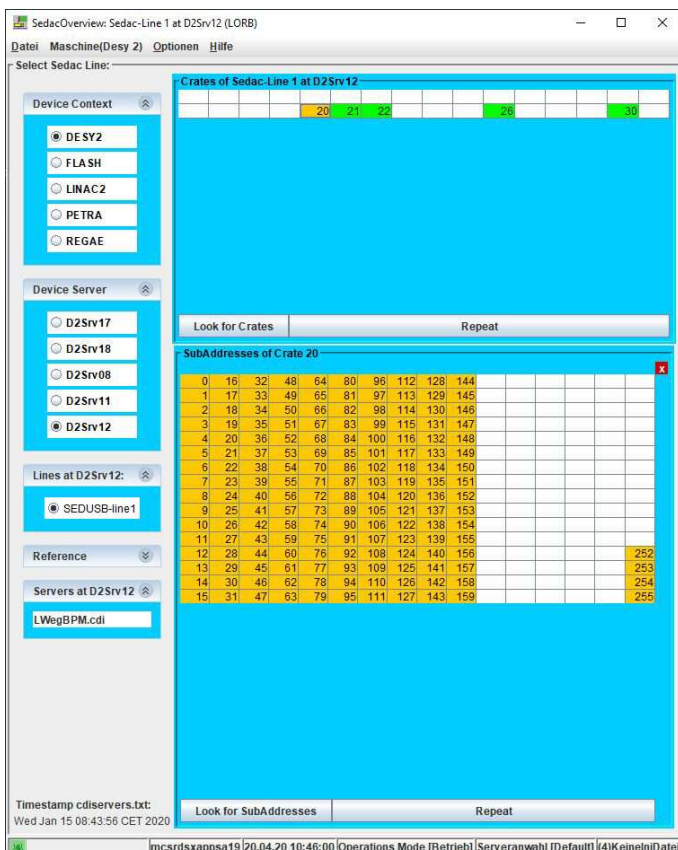 SedacOverview: Sedac-Line 1 at D2Srv12 (LORB)
Datei Maschine(Desy 2) Optionen Hilfe
Select Sedac Line:
Device Context
DESY2
FLASH
LINAC2
PETRA
REGAE
Device Server
D2Srv17
D2Srv18
D2Srv08
D2Srv11
D2Srv12
Lines at D2Srv12:
SEDUSB-line1
Reference
Servers at D2Srv12
LWegBPM.cdi
Timestamp cdiservers.txt:
Wed Jan 15 08:43:56 CET 2020
Crates of Sedac-Line 1 at D2Srv12
20 21 22 26 30
Look for Crates Repeat
SubAddresses of Crate 20
x
0 16 32 48 64 80 96 112 128 144
1 17 33 49 65 81 97 113 129 145
2 18 34 50 66 82 98 114 130 146
3 19 35 51 67 83 99 115 131 147
4 20 36 52 68 84 100 116 132 148
5 21 37 53 69 85 101 117 133 149
6 22 38 54 70 86 102 118 134 150
7 23 39 55 71 87 103 119 135 151
8 24 40 56 72 88 104 120 136 152
9 25 41 57 73 89 105 121 137 153
10 26 42 58 74 90 106 122 138 154
11 27 43 59 75 91 107 123 139 155
12 28 44 60 76 92 108 124 140 156 252
13 29 45 61 77 93 109 125 141 157 253
14 30 46 62 78 94 110 126 142 158 254
15 31 47 63 79 95 111 127 143 159 255
Look for SubAddresses Repeat
mcsrdsxappsa19 20.04.20 10:46:00 Operations Mode [Betrieb] Serveranwahl [Default] (4)KeineIniDatei